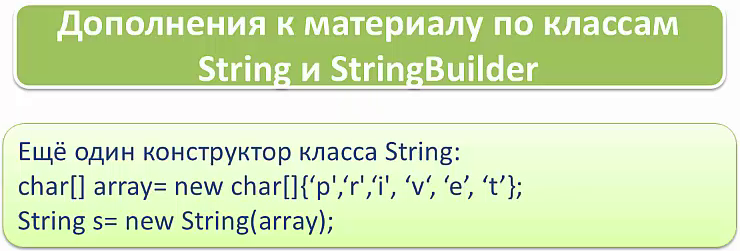 Дополнения к материалу по классам
String и StringBuilder
Ещё один конструктор класса String:
char[] array= new char[]{‘p','r','i', ‘v‘, ‘e’, ‘t’};
String s= new String(array);